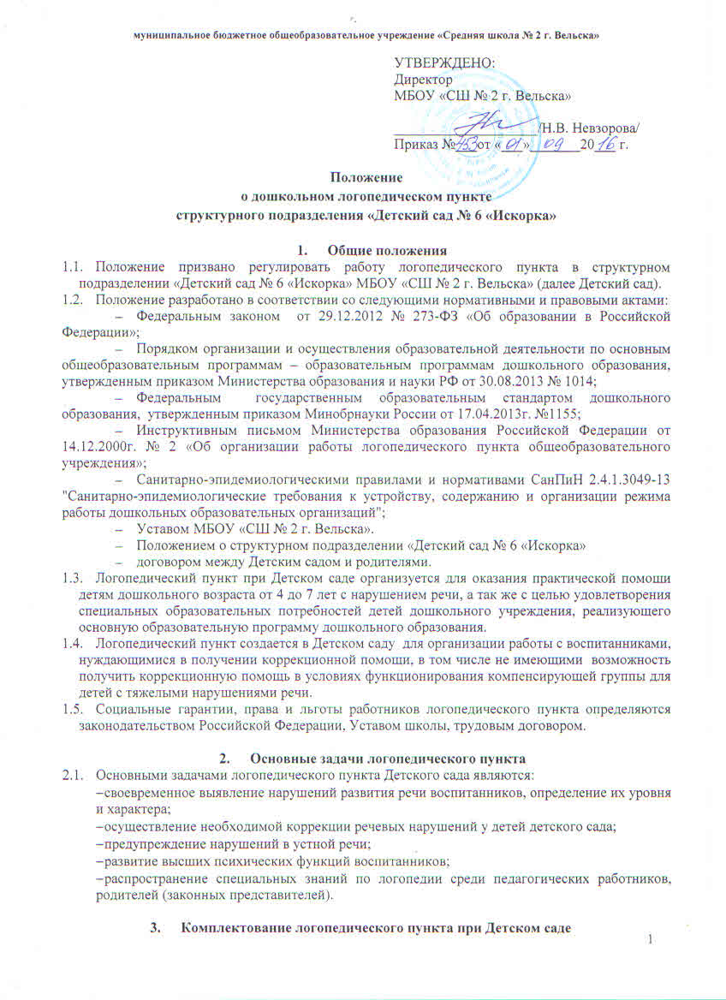 муниципальное бюджетное общеобразовательное учреждение «Средняя школа № 2 г. Вельска»
УТВЕРЖДЕНО:
Директор
МБОУ «СШ № 2 г. Вельска»
/Н.В. Невзорова/
Приказ № 453 от « 01 » 09 2016 г.
Положение
о дошкольном логопедическом пункте
структурного подразделения «Детский сад № 6 «Искорка»
1. Общие положения
1.1. Положение призвано регулировать работу логопедического пункта в структурном
подразделении «Детский сад № 6 «Искорка» МБОУ «СШ № 2 г. Вельска» (далее Детский сад).
1.2. Положение разработано в соответствии со следующими нормативными и правовыми актами:
– Федеральным законом от 29.12.2012 № 273-ФЗ «Об образовании в Российской
Федерации»;
– Порядком организации и осуществления образовательной деятельности по основным
общеобразовательным программам – образовательным программам дошкольного образования,
утвержденным приказом Министерства образования и науки РФ от 30.08.2013 № 1014;
– Федеральным государственным образовательным стандартом дошкольного
образования, утвержденным приказом Минобрнауки России от 17.04.2013г. №1155;
– Инструктивным письмом Министерства образования Российской Федерации от
14.12.2000г. № 2 «Об организации работы логопедического пункта общеобразовательного
учреждения»;
– Санитарно-эпидемиологическими правилами и нормативами СанПиН 2.4.1.3049-13
"Санитарно-эпидемиологические требования к устройству, содержанию и организации режима
работы дошкольных образовательных организаций";
– Уставом МБОУ «СШ № 2 г. Вельска».
– Положением о структурном подразделении «Детский сад № 6 «Искорка»
– договором между Детским садом и родителями.
1.3. Логопедический пункт при Детском саде организуется для оказания практической помощи
детям дошкольного возраста от 4 до 7 лет с нарушением речи, а так же с целью удовлетворения
специальных образовательных потребностей детей дошкольного учреждения, реализующего
основную образовательную программу дошкольного образования.
1.4. Логопедический пункт создается в Детском саду для организации работы с воспитанниками,
нуждающимися в получении коррекционной помощи, в том числе не имеющими возможность
получить коррекционную помощь в условиях функционирования компенсирующей группы для
детей с тяжелыми нарушениями речи.
1.5. Социальные гарантии, права и льготы работников логопедического пункта определяются
законодательством Российской Федерации, Уставом школы, трудовым договором.
2. Основные задачи логопедического пункта
2.1. Основными задачами логопедического пункта Детского сада являются:
–своевременное выявление нарушений развития речи воспитанников, определение их уровня
и характера;
–осуществление необходимой коррекции речевых нарушений у детей детского сада;
–предупреждение нарушений в устной речи;
–развитие высших психических функций воспитанников;
–распространение специальных знаний по логопедии среди педагогических работников,
родителей (законных представителей).
3. Комплектование логопедического пункта при Детском саде
1